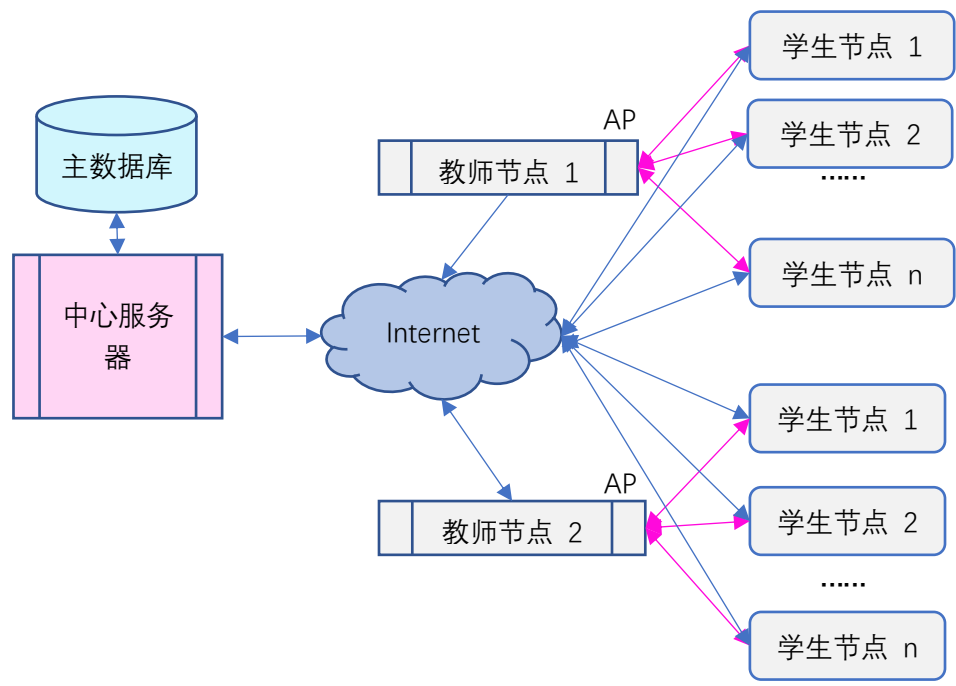 学生节点 1
AP
学生节点 2
……
主数据库
教师节点 1
学生节点 n
中心服务
器
Internet
学生节点 1
AP
学生节点 2
教师节点 2
……
学生节点 n